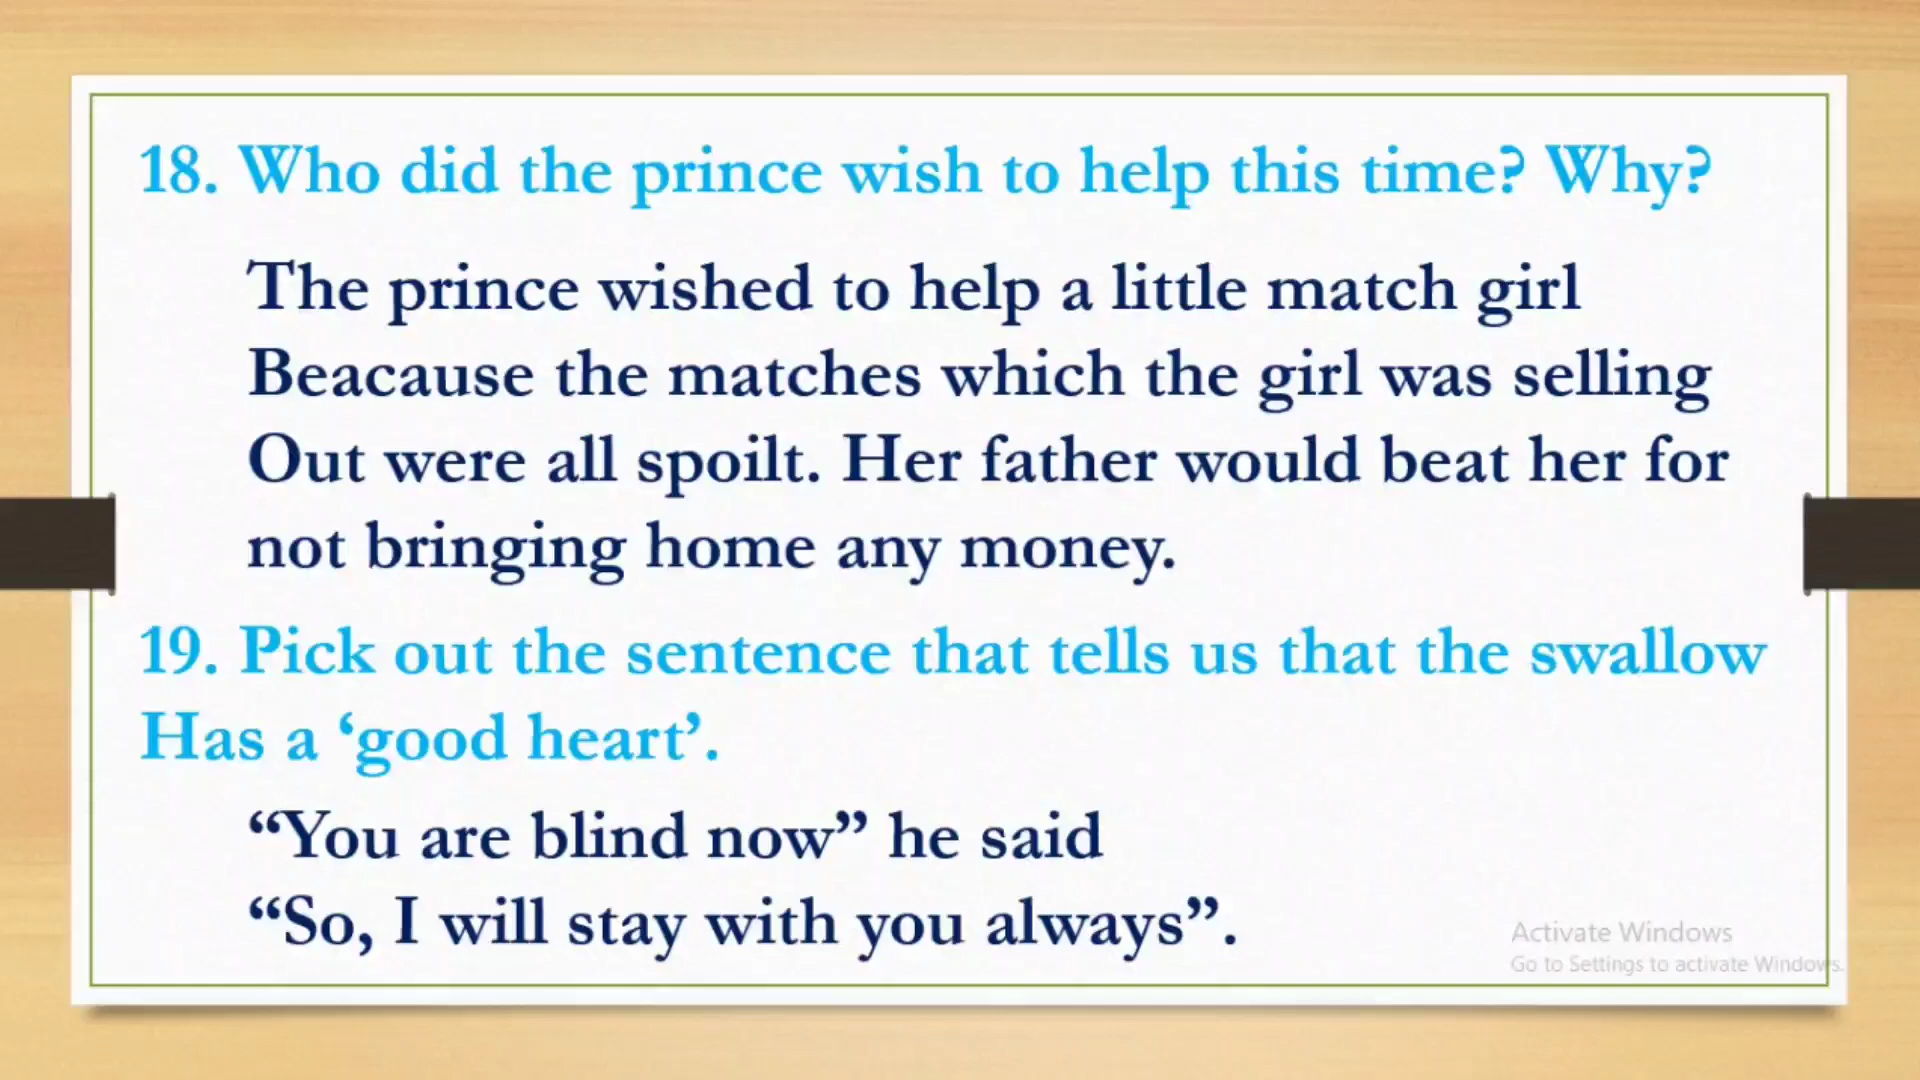 18. Who did the prince wish to help this time? Why?
The prince wished to help a little match girl
Beacause the matches which the girl was selling
Out were all spoilt. Her father would beat her for
not bringing home any money.
19. Pick out the sentence that tells us that the swallow
Has a ‘good heart’.
“You are blind now” he said
“So, I will stay with you always”.
Activate Windows
Go to Settings to activate Windows.